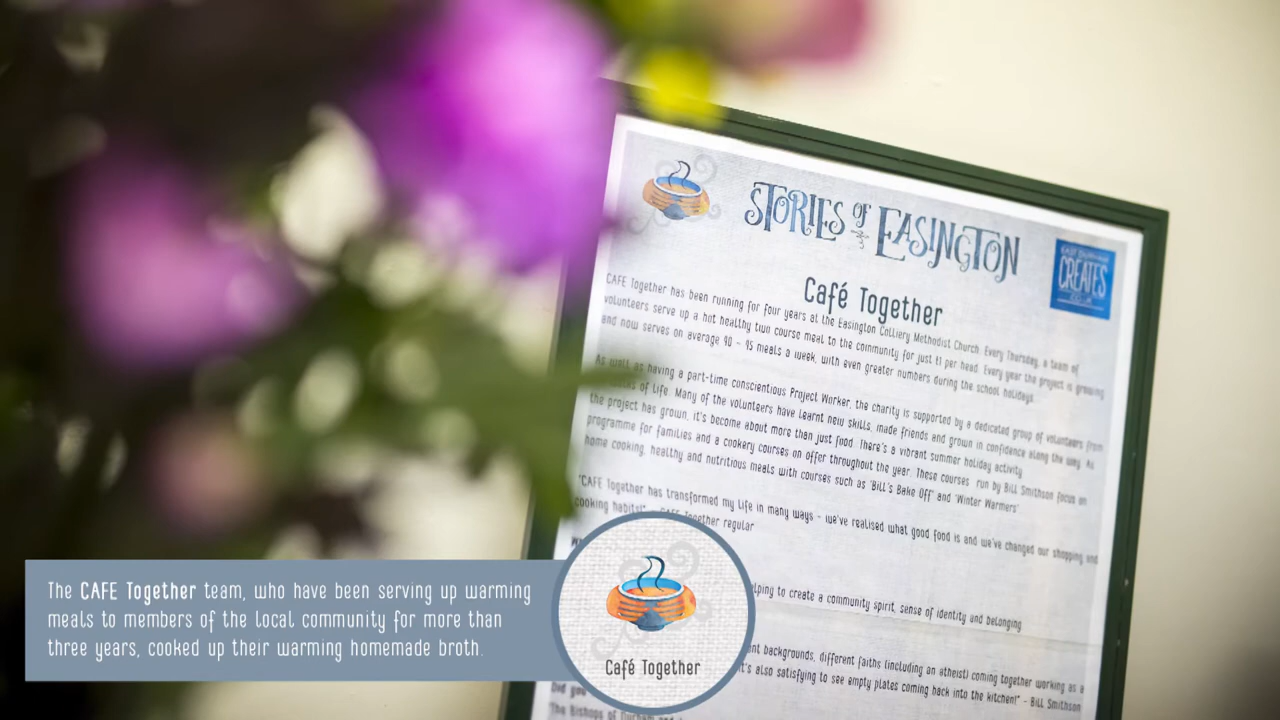 STORIES OF EASINGTON
EAST DURHAM
CREATES
.CO.UK
Café Together
CAFE Together has been running for four years at the Easington Colliery Methodist Church. Every Thursday, a team of
volunteers serve up a hot healthy two course meal to the community for just £1 per head. Every year the project is growing
and now serves on average 90 - 95 meals a week, with even greater numbers during the school holidays.
As well as having a part-time conscientious Project Worker, the charity is supported by a dedicated group of volunteers from
of life. Many of the volunteers have learnt new skills, made friends and grown in confidence along the way. As
the project has grown, it's become about more than just food. There's a vibrant summer holiday activity
programme for families and a cookery courses on offer throughout the year. These courses run by Bill Smithson focus on
home cooking, healthy and nutritious meals with courses such as 'Bill's Bake Off' and 'Winter Warmers'
"CAFE Together has transformed my life in many ways - we've realised what good food is and we've changed our shopping and
cooking habits!" - CAFE Together regular
elping to create a community spirit, sense of identity and belonging
nt backgrounds, different faiths (including an atheist) coming together working as a
t's also satisfying to see empty plates coming back into the kitchen!" - Bill Smithson
Did you
The Bishops of Durham and
The CAFE Together team, who have been serving up warming
meals to members of the local community for more than
three years, cooked up their warming homemade broth.
Café Together